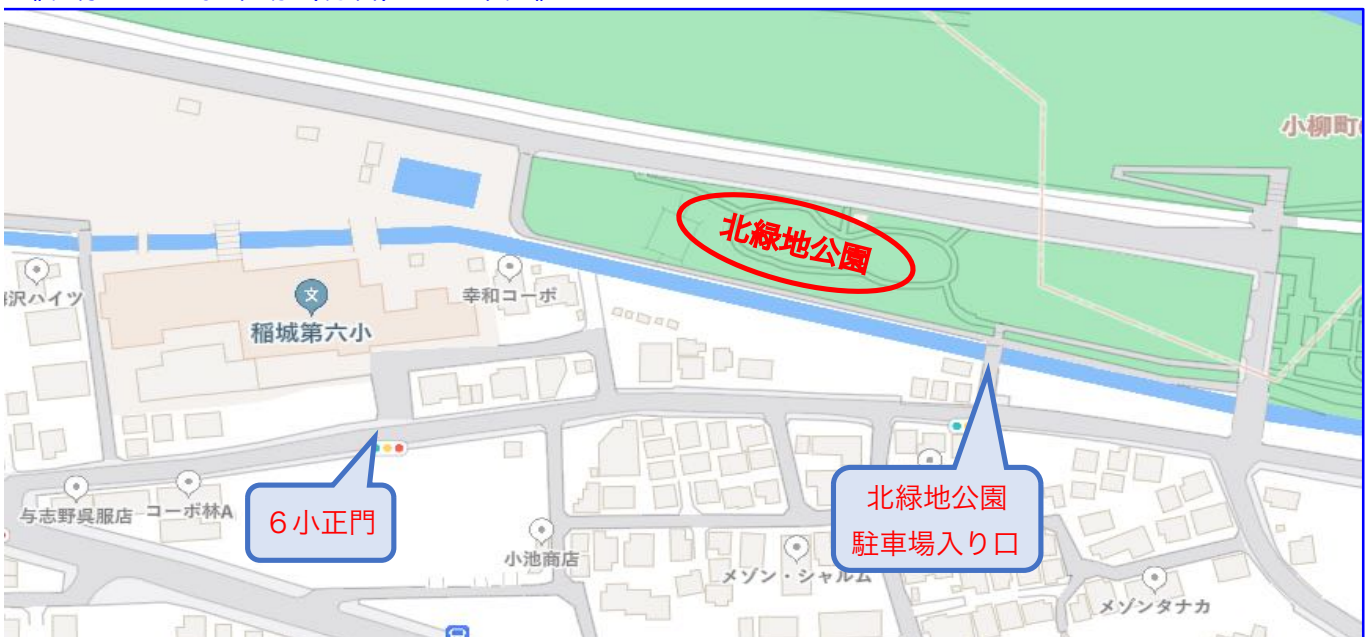 小柳町
北緑地公園
沢ハイツ
文
稲城第六小
幸和コーポ
与志野呉服店
コーポ林A
6小正門
小池商店
北緑地公園
駐車場入り口
メゾン・シャルム
メゾンタナカ